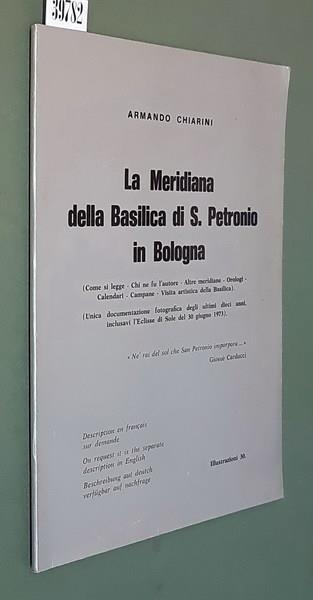 39782
ARMANDO CHIARINI
La Meridiana
della Basilica di S. Petronio
in Bologna
(Come si legge - Chi ne fu l'autore - Altre meridiane - Orologi -
Calendari - Campane - Visita artistica della Basilica).
(Unica documentazione fotografica degli ultimi dieci anni,
inclusavi l'Eclisse di Sole del 30 giugno 1973).
« Ne' rai del sol che San Petronio imporpora ... »
Giosuè Carducci
Description en français
sur demande
On request it is the separate
description in English
Beschreibung aut deutch
verfügbar auf nachfrage
Illustrazioni 30.